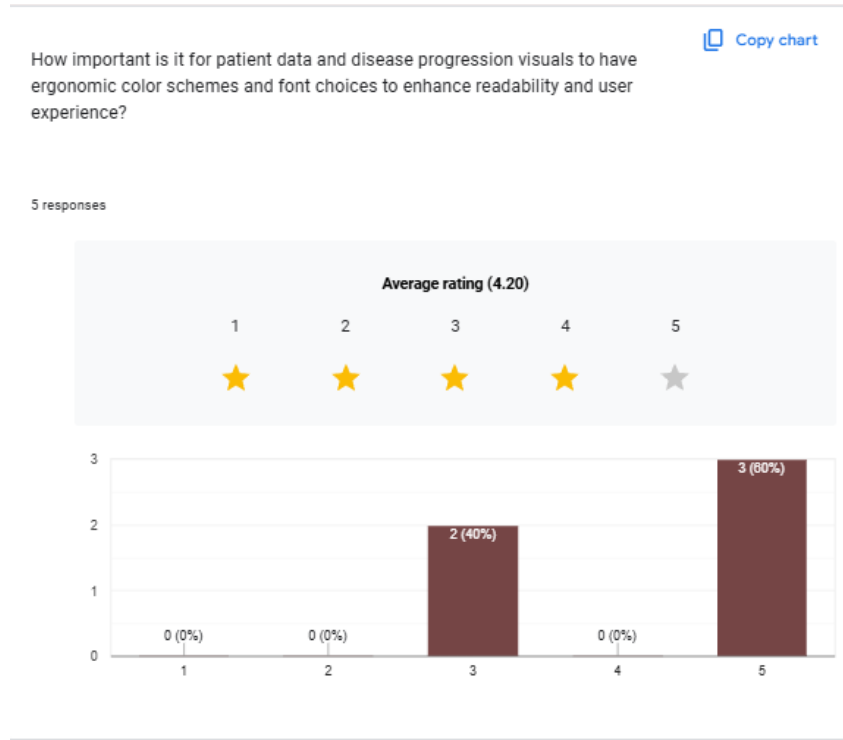 Copy chart
How important is it for patient data and disease progression visuals to have
ergonomic color schemes and font choices to enhance readability and user
experience?
5 responses
Average rating (4.20)
1 2 3 4 5
3
3 (60%)
2
2 (40%)
1
0 (0%) 0 (0%) 0 (0%)
0
1 2 3 4 5